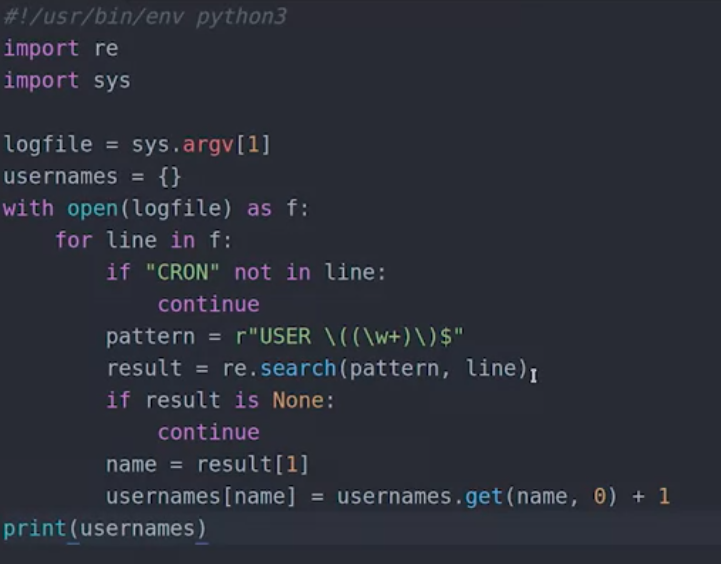 #!/usr/bin/env python3
import re
import sys

logfile = sys.argv[1]
usernames = {}
with open(logfile) as f:
    for line in f:
        if "CRON" not in line:
            continue
        pattern = r"USER \((\w+)\)$"
        result = re.search(pattern, line)
        if result is None:
            continue
        name = result[1]
        usernames[name] = usernames.get(name, 0) + 1
print(usernames)